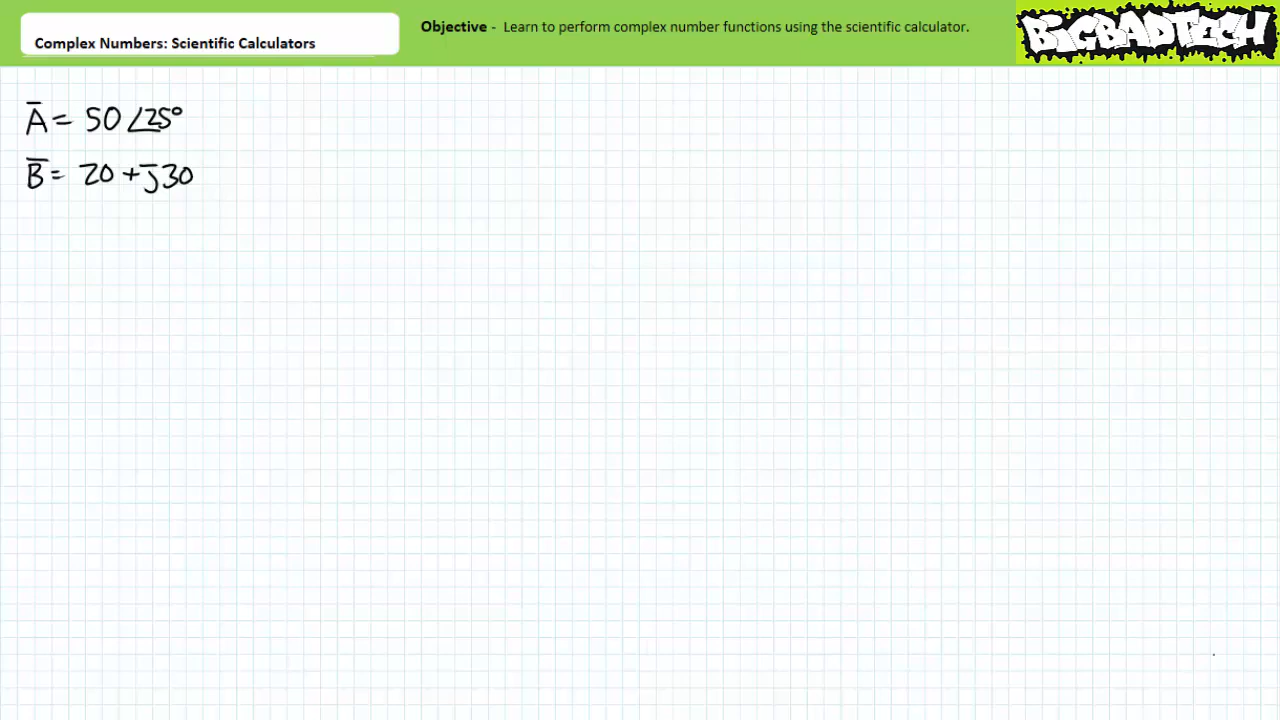 Complex Numbers: Scientific Calculators
Objective - Learn to perform complex number functions using the scientific calculator.
BIGBADTECH
A̅ = 50∠25°
B̅ = 20 + j30